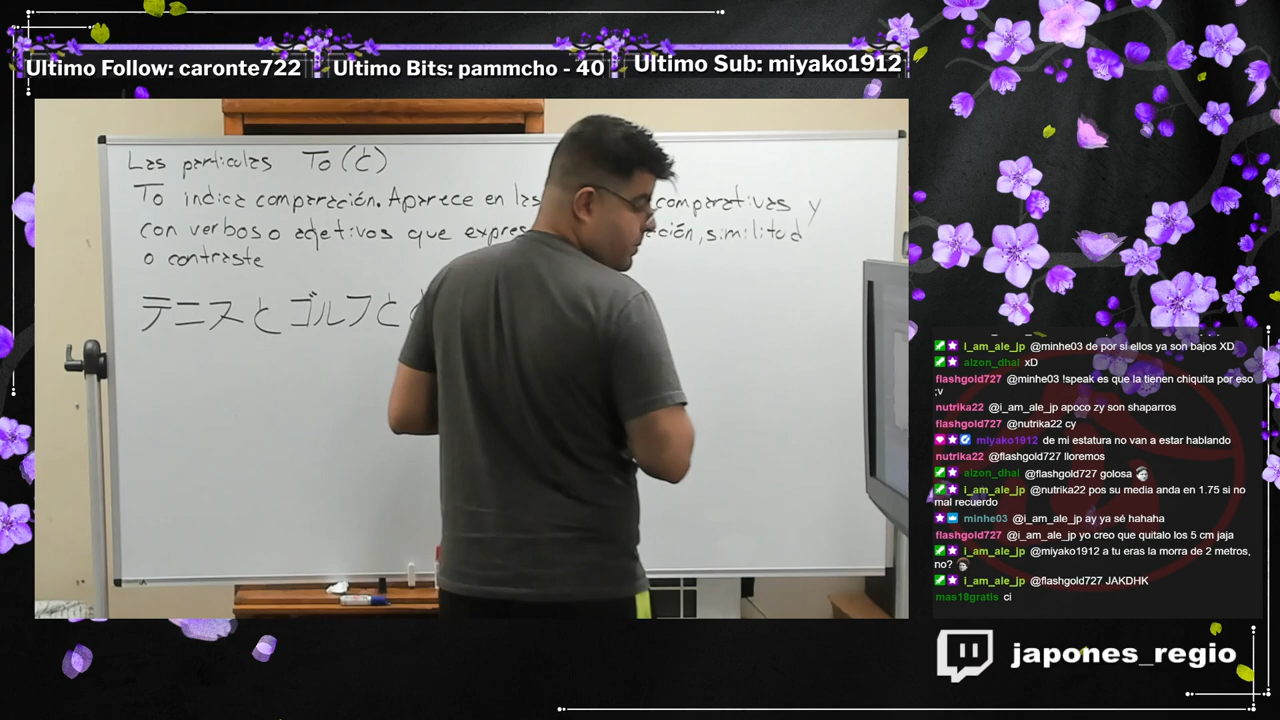 Ultimo Follow: caronte722
Ultimo Bits: pammcho - 40
Ultimo Sub: miyako1912
Las particulas To (と)
To indica comparación. Aparece en las comparativas y
con verbos o adjetivos que expres ación, similitud
o contraste
テニスとゴルフと
i_am_ale_jp @minhe03 de por si ellos ya son bajos XD
alzon_dhal xD
flashgold727 @minhe03 !speak es que la tienen chiquita por eso
;v
nutrika22 @i_am_ale_jp apoco zy son shaparros
flashgold727 @nutrika22 cy
miyako1912 de mi estatura no van a estar hablando
nutrika22 @flashgold727 lloremos
alzon_dhal @flashgold727 golosa
i_am_ale_jp @nutrika22 pos su media anda en 1.75 si no
mal recuerdo
minhe03 @i_am_ale_jp ay ya sé hahaha
flashgold727 @i_am_ale_jp yo creo que quitalo los 5 cm jaja
i_am_ale_jp @miyako1912 a tu eras la morra de 2 metros,
no?
i_am_ale_jp @flashgold727 JAKDHK
mas18gratis ci
japones_regio